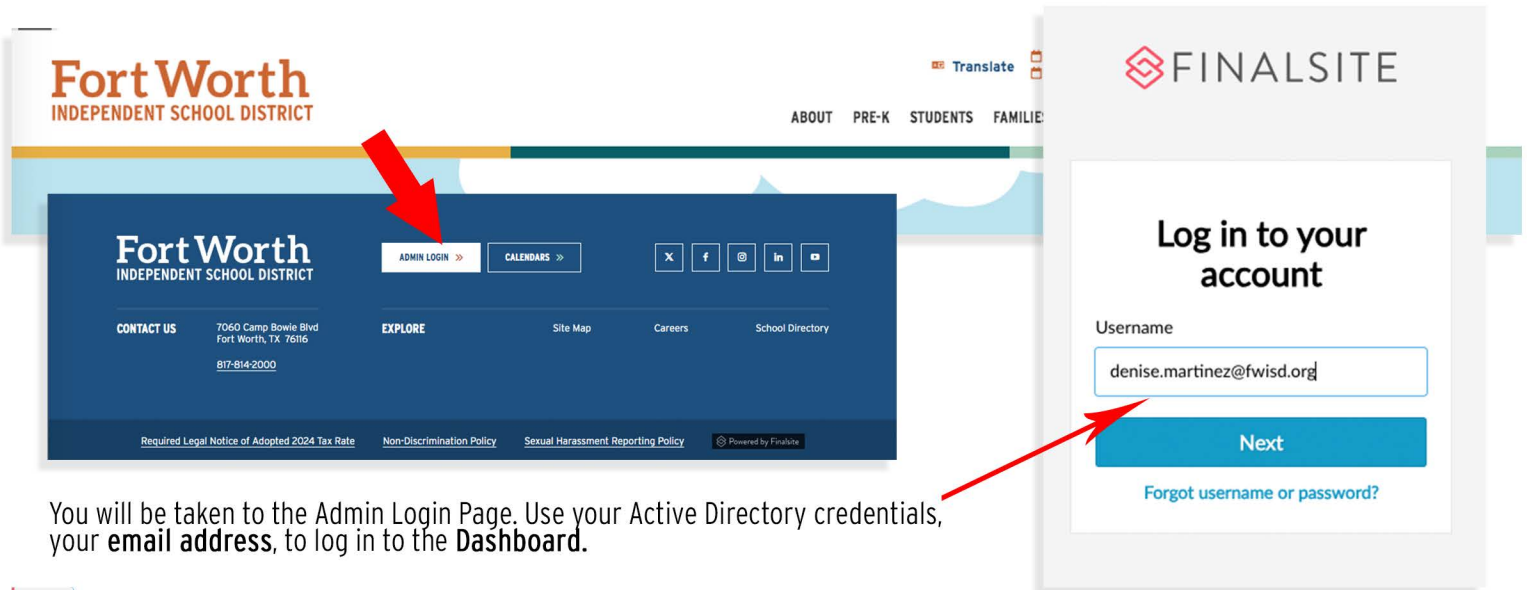 Fort Worth
INDEPENDENT SCHOOL DISTRICT
Translate
ABOUT PRE-K STUDENTS FAMILIES
Fort Worth
INDEPENDENT SCHOOL DISTRICT
ADMIN LOGIN »
CALENDARS »
CONTACT US
7060 Camp Bowie Blvd
Fort Worth, TX 76116
817-814-2000
EXPLORE
Site Map
Careers
School Directory
Required Legal Notice of Adopted 2024 Tax Rate
Non-Discrimination Policy
Sexual Harassment Reporting Policy
Powered by Finalsite
FINALSITE
Log in to your
account
Username
denise.martinez@fwisd.org
Next
Forgot username or password?
You will be taken to the Admin Login Page. Use your Active Directory credentials,
your email address, to log in to the Dashboard.